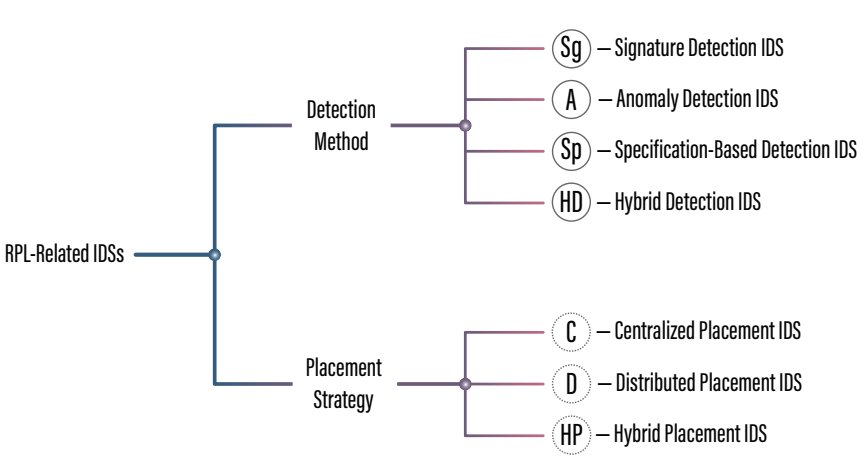 RPL-Related IDSs
Detection
Method
Sg – Signature Detection IDS
A – Anomaly Detection IDS
Sp – Specification-Based Detection IDS
HD – Hybrid Detection IDS
Placement
Strategy
C – Centralized Placement IDS
D – Distributed Placement IDS
HP – Hybrid Placement IDS